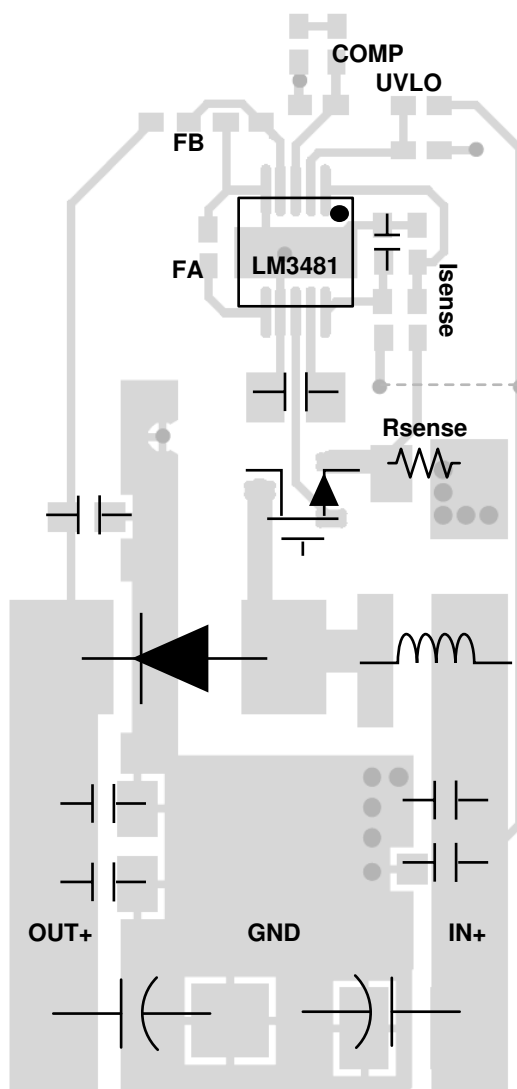 COMP
UVLO
FB
FA
LM3481
Isense
Rsense
OUT+
GND
IN+